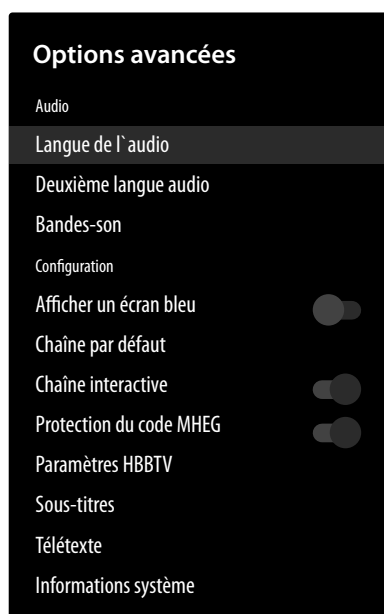 Options avancées
Audio
Langue de l`audio
Deuxième langue audio
Bandes-son
Configuration
Afficher un écran bleu
Chaîne par défaut
Chaîne interactive
Protection du code MHEG
Paramètres HBBTV
Sous-titres
Télétexte
Informations système